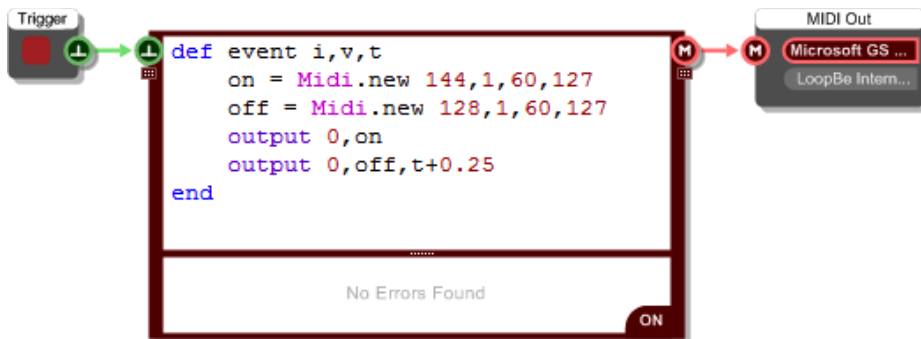 Trigger
def event i,v,t
on = Midi.new 144,1,60,127
off = Midi.new 128,1,60,127
output 0,on
output 0,off,t+0.25
end
No Errors Found
ON
M
M
MIDI Out
Microsoft GS ...
LoopBe Intern...